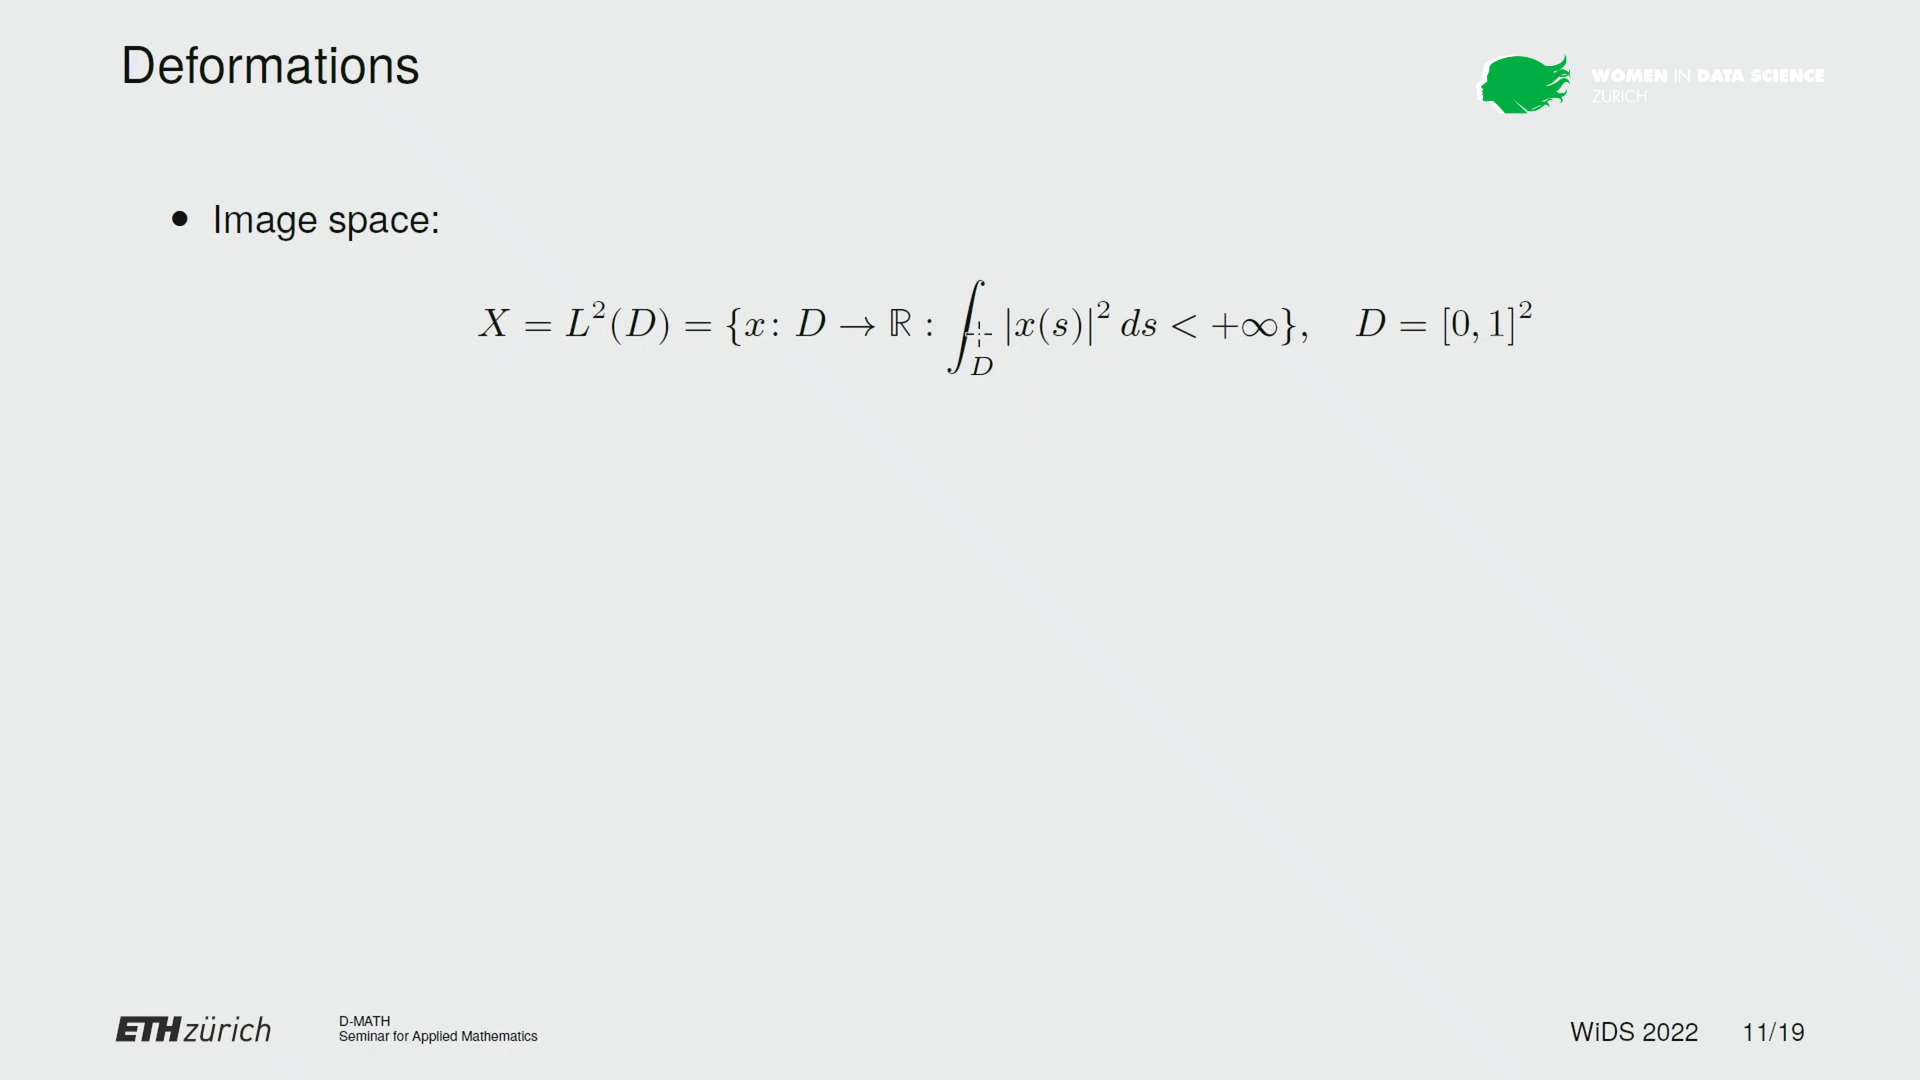 Deformations
WOMEN IN DATA SCIENCE
ZURICH
• Image space:
X = L²(D) = {x: D → ℝ : ∫_D |x(s)|² ds < +∞}, D = [0, 1]²
ETH zürich
D-MATH
Seminar for Applied Mathematics
WiDS 2022 11/19